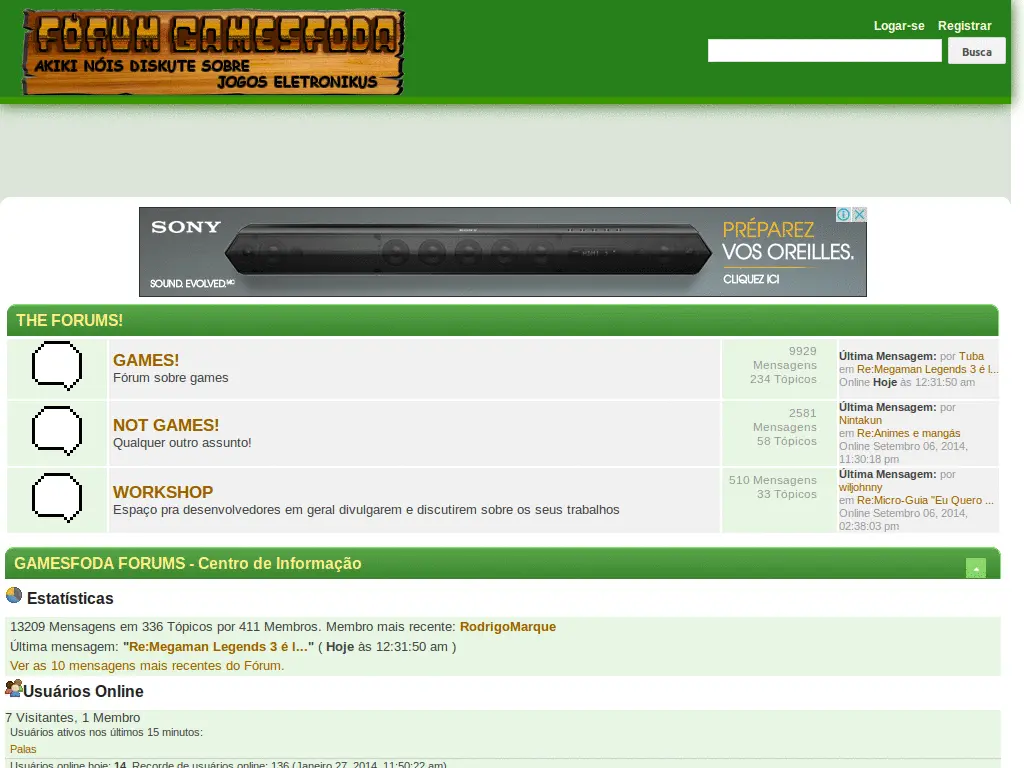 FÓRUM GAMESFODA
AKIKI NÓIS DISKUTE SOBRE
JOGOS ELETRONIKUS
Logar-se Registrar
Busca
SONY
SOUND. EVOLVED.MC
PRÉPAREZ
VOS OREILLES.
CLIQUEZ ICI
THE FORUMS!
GAMES!
Fórum sobre games
9929
Mensagens
234 Tópicos
Última Mensagem: por Tuba
em Re:Megaman Legends 3 é l...
Online Hoje às 12:31:50 am
NOT GAMES!
Qualquer outro assunto!
2581
Mensagens
58 Tópicos
Última Mensagem: por
Nintakun
em Re:Animes e mangás
Online Setembro 06, 2014,
11:30:18 pm
WORKSHOP
Espaço pra desenvolvedores em geral divulgarem e discutirem sobre os seus trabalhos
510 Mensagens
33 Tópicos
Última Mensagem: por
wiljohnny
em Re:Micro-Guia "Eu Quero ...
Online Setembro 06, 2014,
02:38:03 pm
GAMESFODA FORUMS - Centro de Informação
Estatísticas
13209 Mensagens em 336 Tópicos por 411 Membros. Membro mais recente: RodrigoMarque
Última mensagem: "Re:Megaman Legends 3 é l..." ( Hoje às 12:31:50 am )
Ver as 10 mensagens mais recentes do Fórum.
Usuários Online
7 Visitantes, 1 Membro
Usuários ativos nos últimos 15 minutos:
Palas
Usuários online hoje: 14. Recorde de usuários online: 136 (Janeiro 27, 2014, 11:50:22 am)